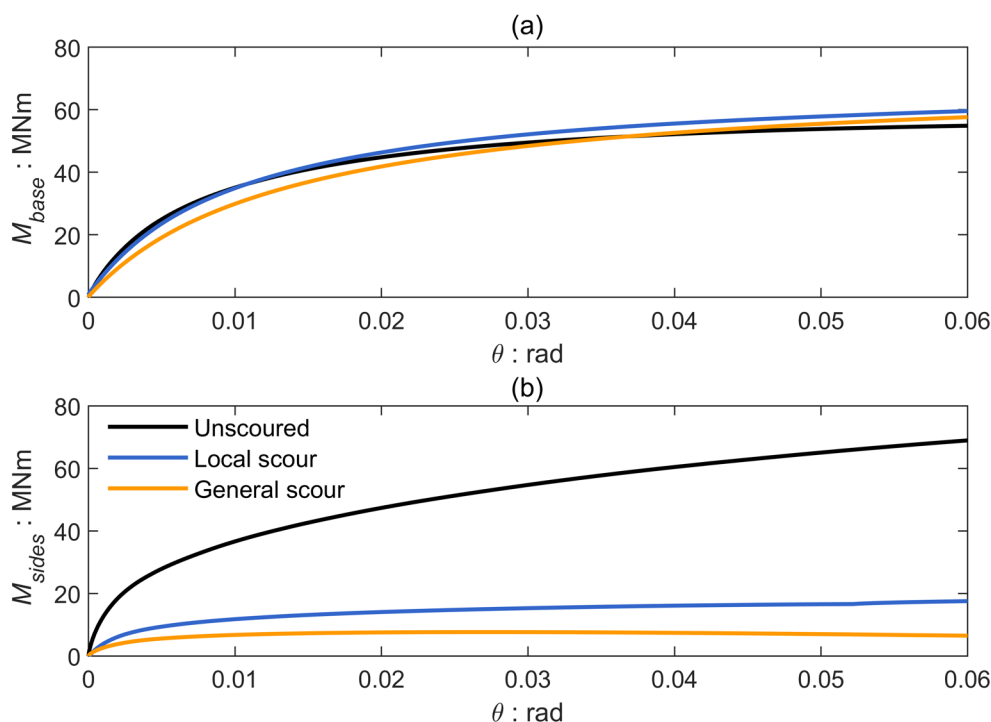 (a)
80
60
40
20
0
M_base : MNm
0 0.01 0.02 0.03 0.04 0.05 0.06
θ : rad
(b)
80
60
40
20
0
M_sides : MNm
Unscoured
Local scour
General scour
0 0.01 0.02 0.03 0.04 0.05 0.06
θ : rad